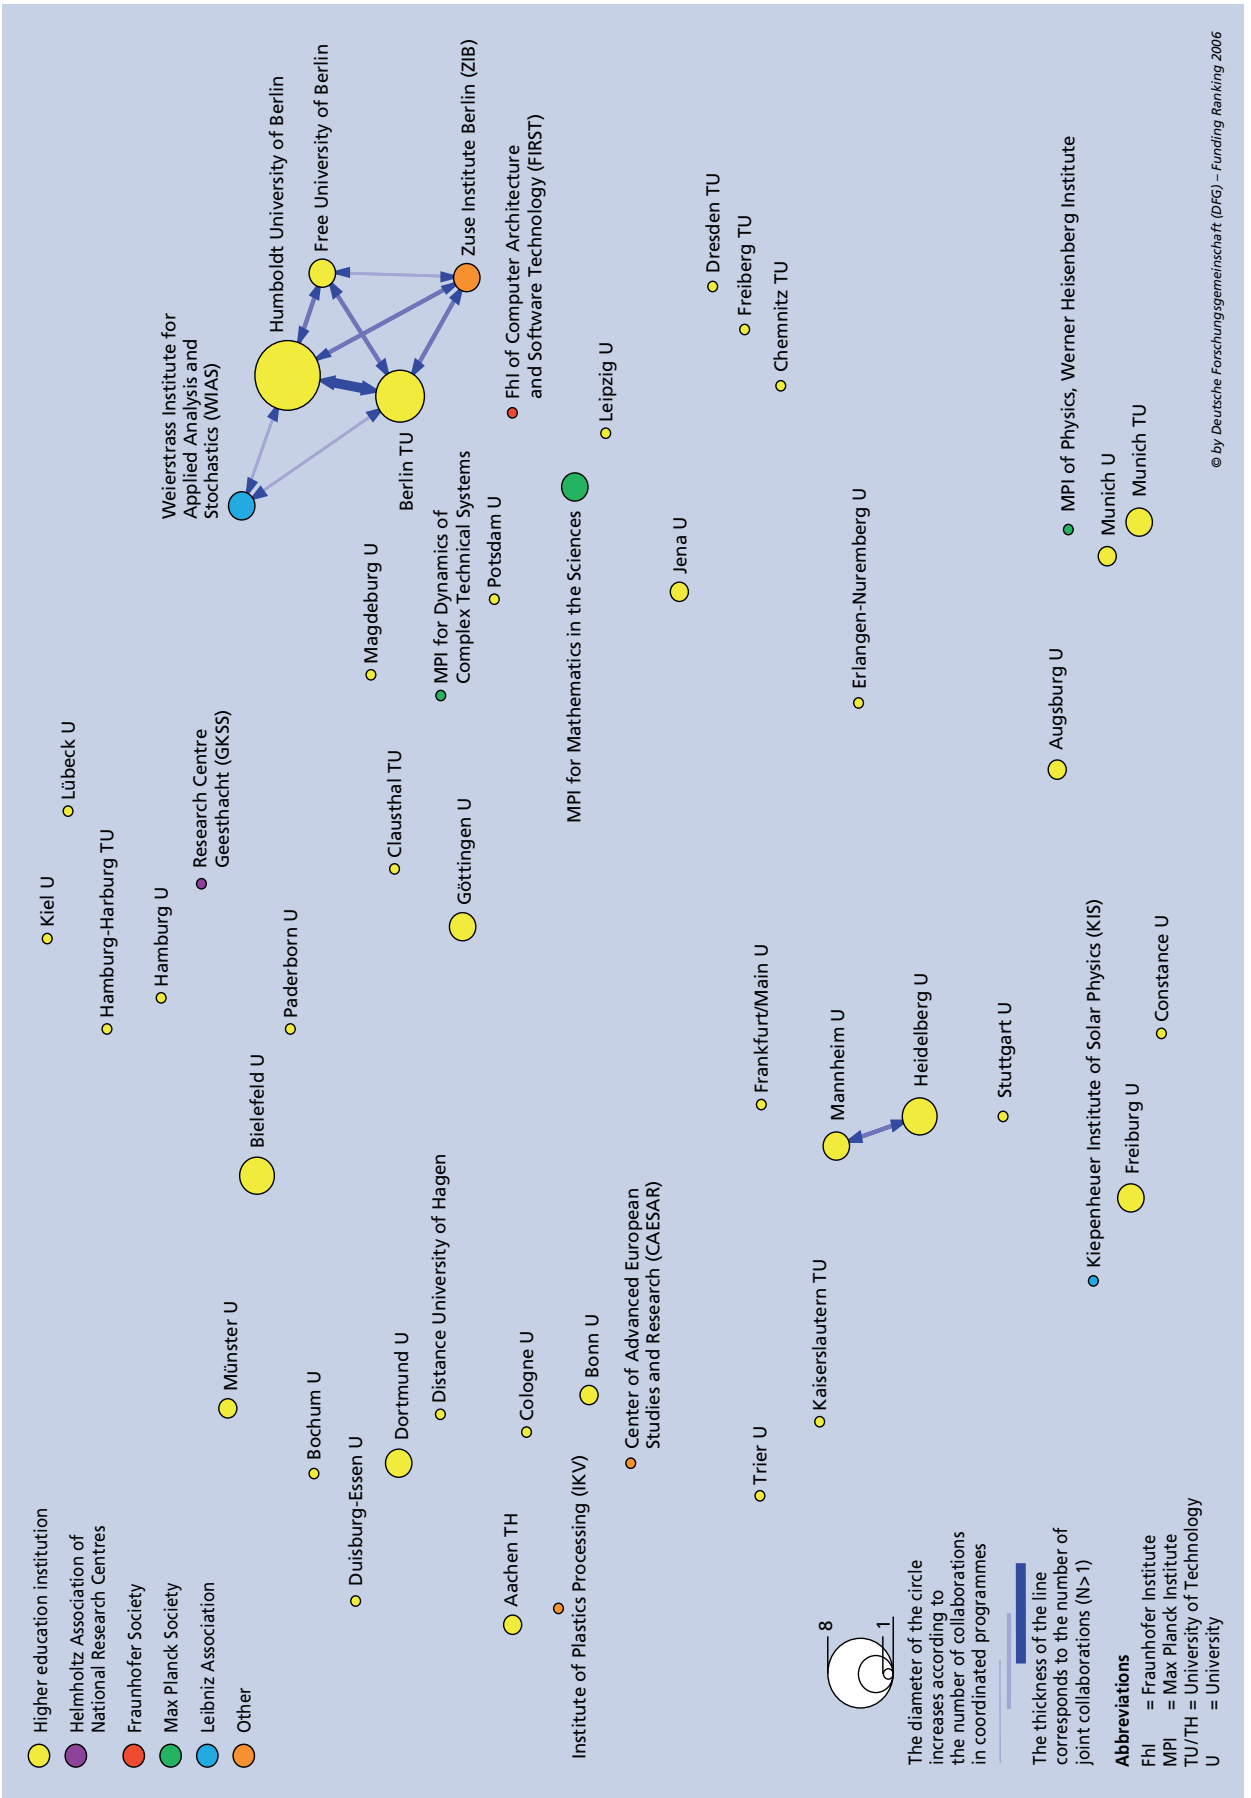 Higher education institution
Helmholtz Association of
National Research Centres
Fraunhofer Society
Max Planck Society
Leibniz Association
Other
Kiel U
Lübeck U
Hamburg-Harburg TU
Hamburg U
Research Centre
Geesthacht (GKSS)
Weierstrass Institute for
Applied Analysis and
Stochastics (WIAS)
Humboldt University of Berlin
Free University of Berlin
Berlin TU
Zuse Institute Berlin (ZIB)
FhI of Computer Architecture
and Software Technology (FIRST)
Münster U
Bielefeld U
Paderborn U
Magdeburg U
MPI for Dynamics of
Complex Technical Systems
Potsdam U
Bochum U
Duisburg-Essen U
Dortmund U
Distance University of Hagen
Clausthal TU
Göttingen U
MPI for Mathematics in the Sciences
Leipzig U
Aachen TH
Cologne U
Institute of Plastics Processing (IKV)
Bonn U
Center of Advanced European
Studies and Research (CAESAR)
Jena U
Dresden TU
Freiberg TU
Chemnitz TU
Trier U
Kaiserslautern TU
Frankfurt/Main U
Mannheim U
Heidelberg U
Erlangen-Nuremberg U
Stuttgart U
Augsburg U
MPI of Physics, Werner Heisenberg Institute
Munich U
Munich TU
Kiepenheuer Institute of Solar Physics (KIS)
Freiburg U
Constance U
8
1
The diameter of the circle
increases according to
the number of collaborations
in coordinated programmes
The thickness of the line
corresponds to the number of
joint collaborations (N>1)
Abbreviations
FhI = Fraunhofer Institute
MPI = Max Planck Institute
TU/TH = University of Technology
U = University
© by Deutsche Forschungsgemeinschaft (DFG) – Funding Ranking 2006